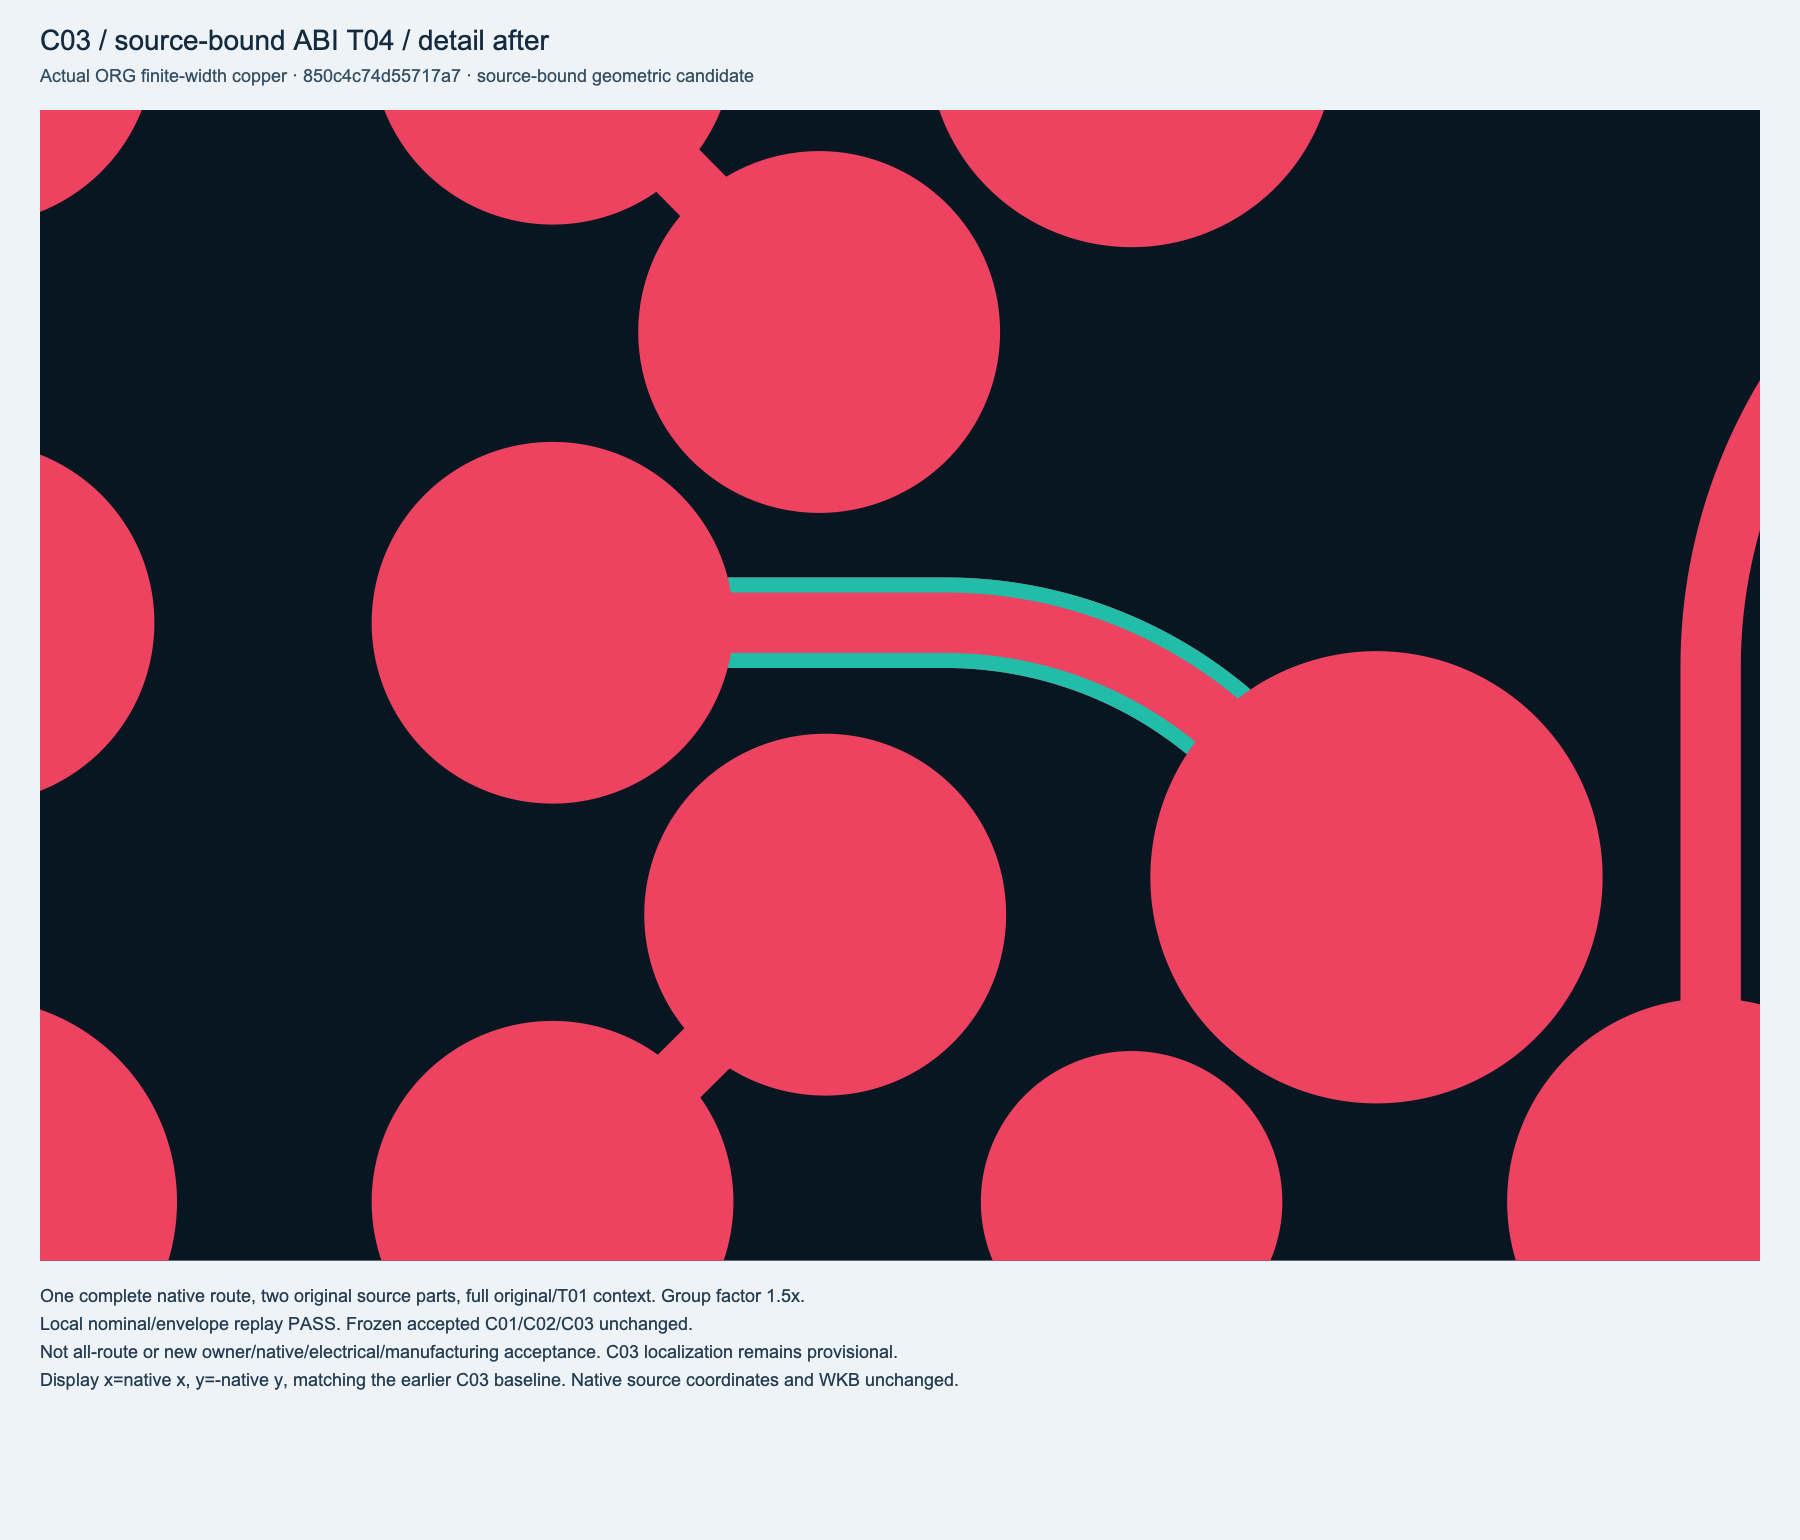 C03 / source-bound ABI T04 / detail after
Actual ORG finite-width copper · 850c4c74d55717a7 · source-bound geometric candidate
One complete native route, two original source parts, full original/T01 context. Group factor 1.5x.
Local nominal/envelope replay PASS. Frozen accepted C01/C02/C03 unchanged.
Not all-route or new owner/native/electrical/manufacturing acceptance. C03 localization remains provisional.
Display x=native x, y=-native y, matching the earlier C03 baseline. Native source coordinates and WKB unchanged.